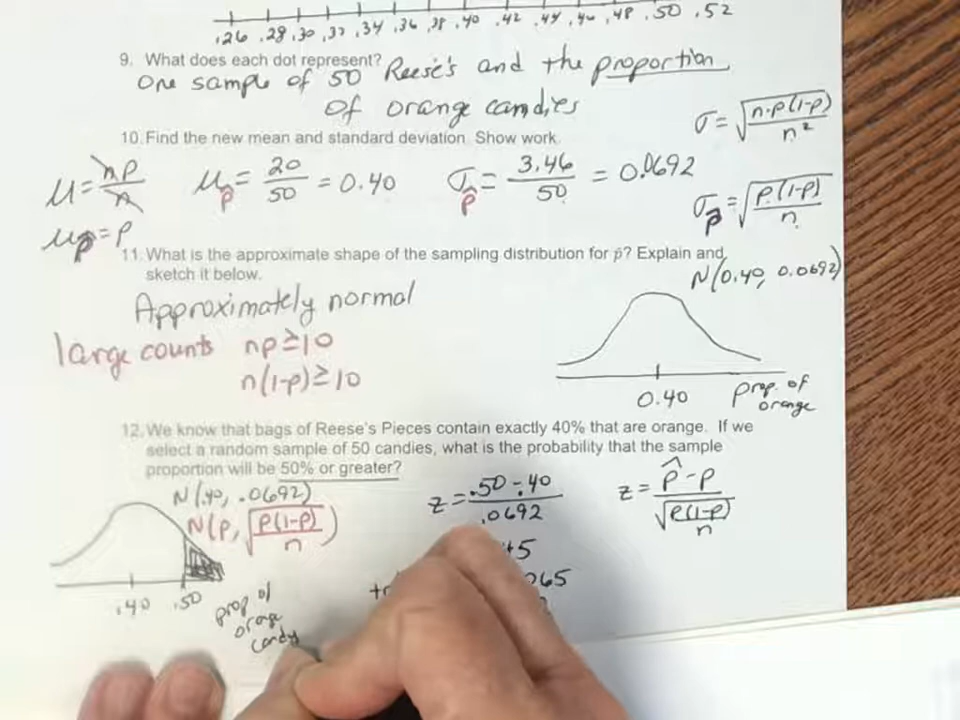 .26 .28 .30 .32 .34 .36 .38 .40 .42 .44 .46 .48 .50 .52
9. What does each dot represent?
One sample of 50 Reese's and the proportion
of orange candies
σ = √(n·p(1-p)/n²)
10. Find the new mean and standard deviation. Show work.
μ = np/n μp̂ = 20/50 = 0.40 σp̂ = 3.46/50 = 0.0692
σp̂ = √(p(1-p)/n)
μp̂ = p
11. What is the approximate shape of the sampling distribution for p̂? Explain and
sketch it below.
N(0.40, 0.0692)
Approximately normal
large counts np ≥ 10
n(1-p) ≥ 10
0.40 prop. of
orange
12. We know that bags of Reese's Pieces contain exactly 40% that are orange. If we
select a random sample of 50 candies, what is the probability that the sample
proportion will be 50% or greater?
N(.40, .0692)
N(p, √(p(1-p)/n))
z = .50-.40/.0692
z = p̂-p/√(p(1-p)/n)
.40 .50 prop of
orange
candy